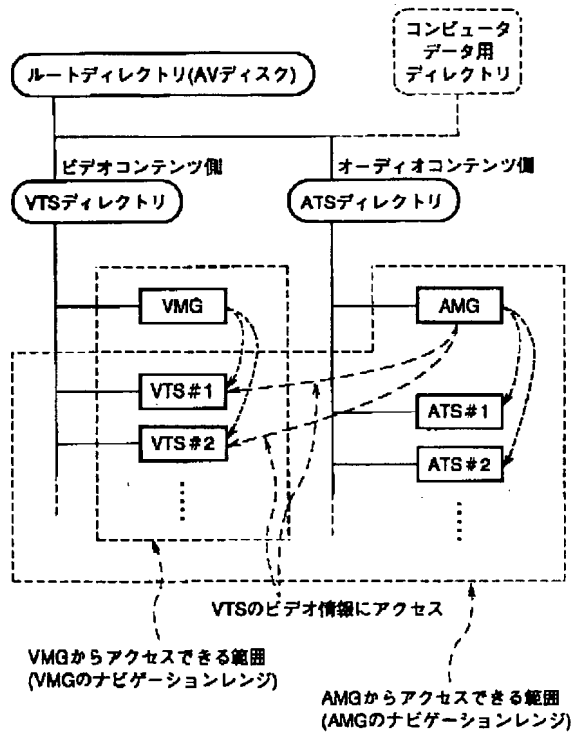 コンピュータ
データ用
ディレクトリ
ルートディレクトリ(AVディスク)
ビデオコンテンツ側
オーディオコンテンツ側
VTSディレクトリ
ATSディレクトリ
VMG
AMG
VTS#1
ATS#1
VTS#2
ATS#2
VTSのビデオ情報にアクセス
VMGからアクセスできる範囲
(VMGのナビゲーションレンジ)
AMGからアクセスできる範囲
(AMGのナビゲーションレンジ)